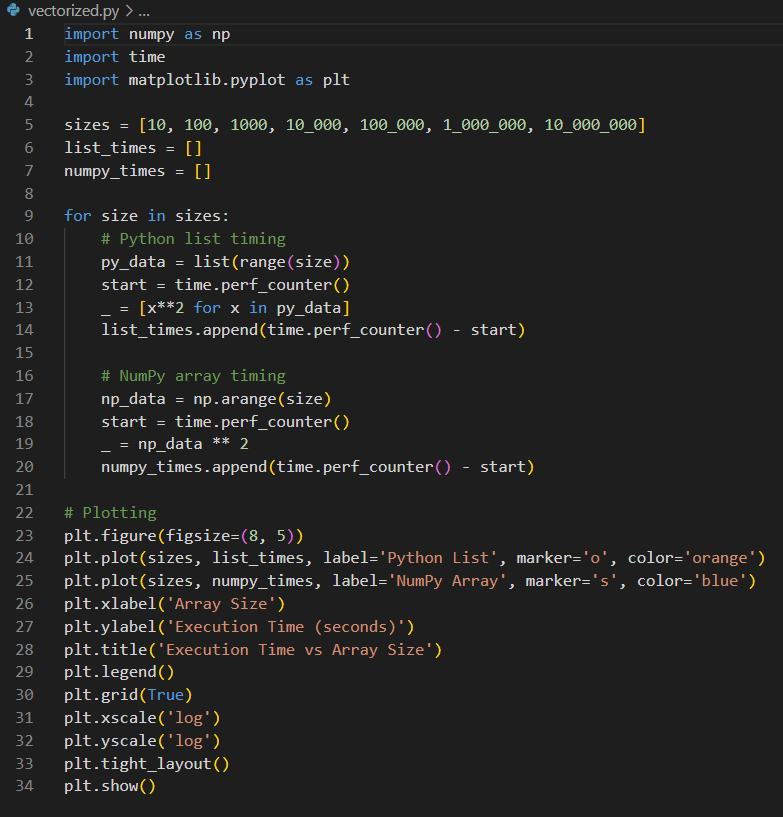 vectorized.py > ...
1 import numpy as np
2 import time
3 import matplotlib.pyplot as plt
4
5 sizes = [10, 100, 1000, 10_000, 100_000, 1_000_000, 10_000_000]
6 list_times = []
7 numpy_times = []
8
9 for size in sizes:
10     # Python list timing
11     py_data = list(range(size))
12     start = time.perf_counter()
13     _ = [x**2 for x in py_data]
14     list_times.append(time.perf_counter() - start)
15
16     # NumPy array timing
17     np_data = np.arange(size)
18     start = time.perf_counter()
19     _ = np_data ** 2
20     numpy_times.append(time.perf_counter() - start)
21
22 # Plotting
23 plt.figure(figsize=(8, 5))
24 plt.plot(sizes, list_times, label='Python List', marker='o', color='orange')
25 plt.plot(sizes, numpy_times, label='NumPy Array', marker='s', color='blue')
26 plt.xlabel('Array Size')
27 plt.ylabel('Execution Time (seconds)')
28 plt.title('Execution Time vs Array Size')
29 plt.legend()
30 plt.grid(True)
31 plt.xscale('log')
32 plt.yscale('log')
33 plt.tight_layout()
34 plt.show()